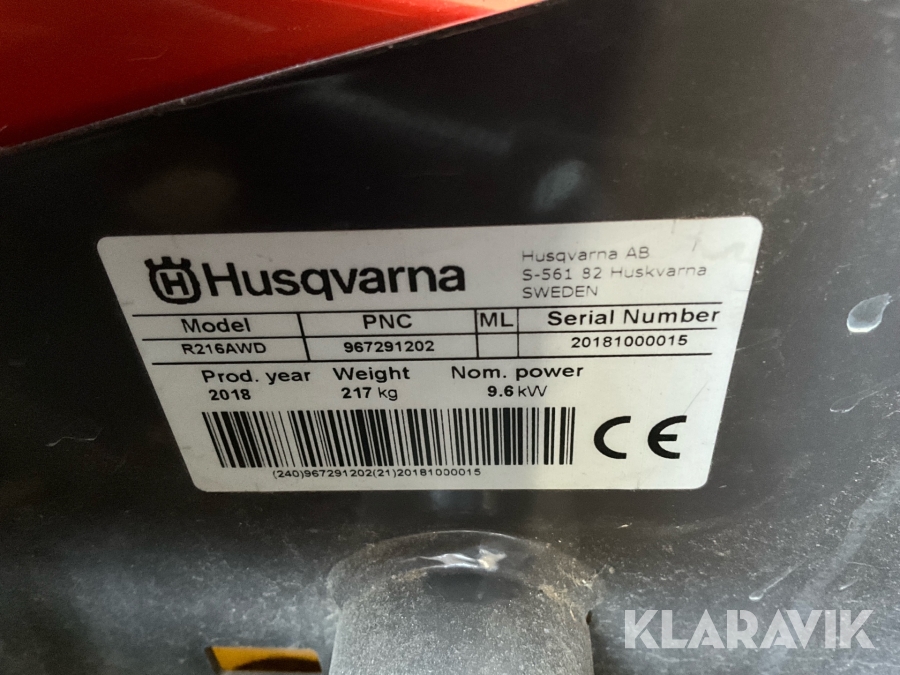 Husqvarna
Husqvarna AB
S-561 82 Huskvarna
SWEDEN
Model PNC ML Serial Number
R216AWD 967291202 20181000015
Prod. year Weight Nom. power
2018 217 kg 9.6 kW
CE
(240)967291202(21)20181000015
KLARAVIK